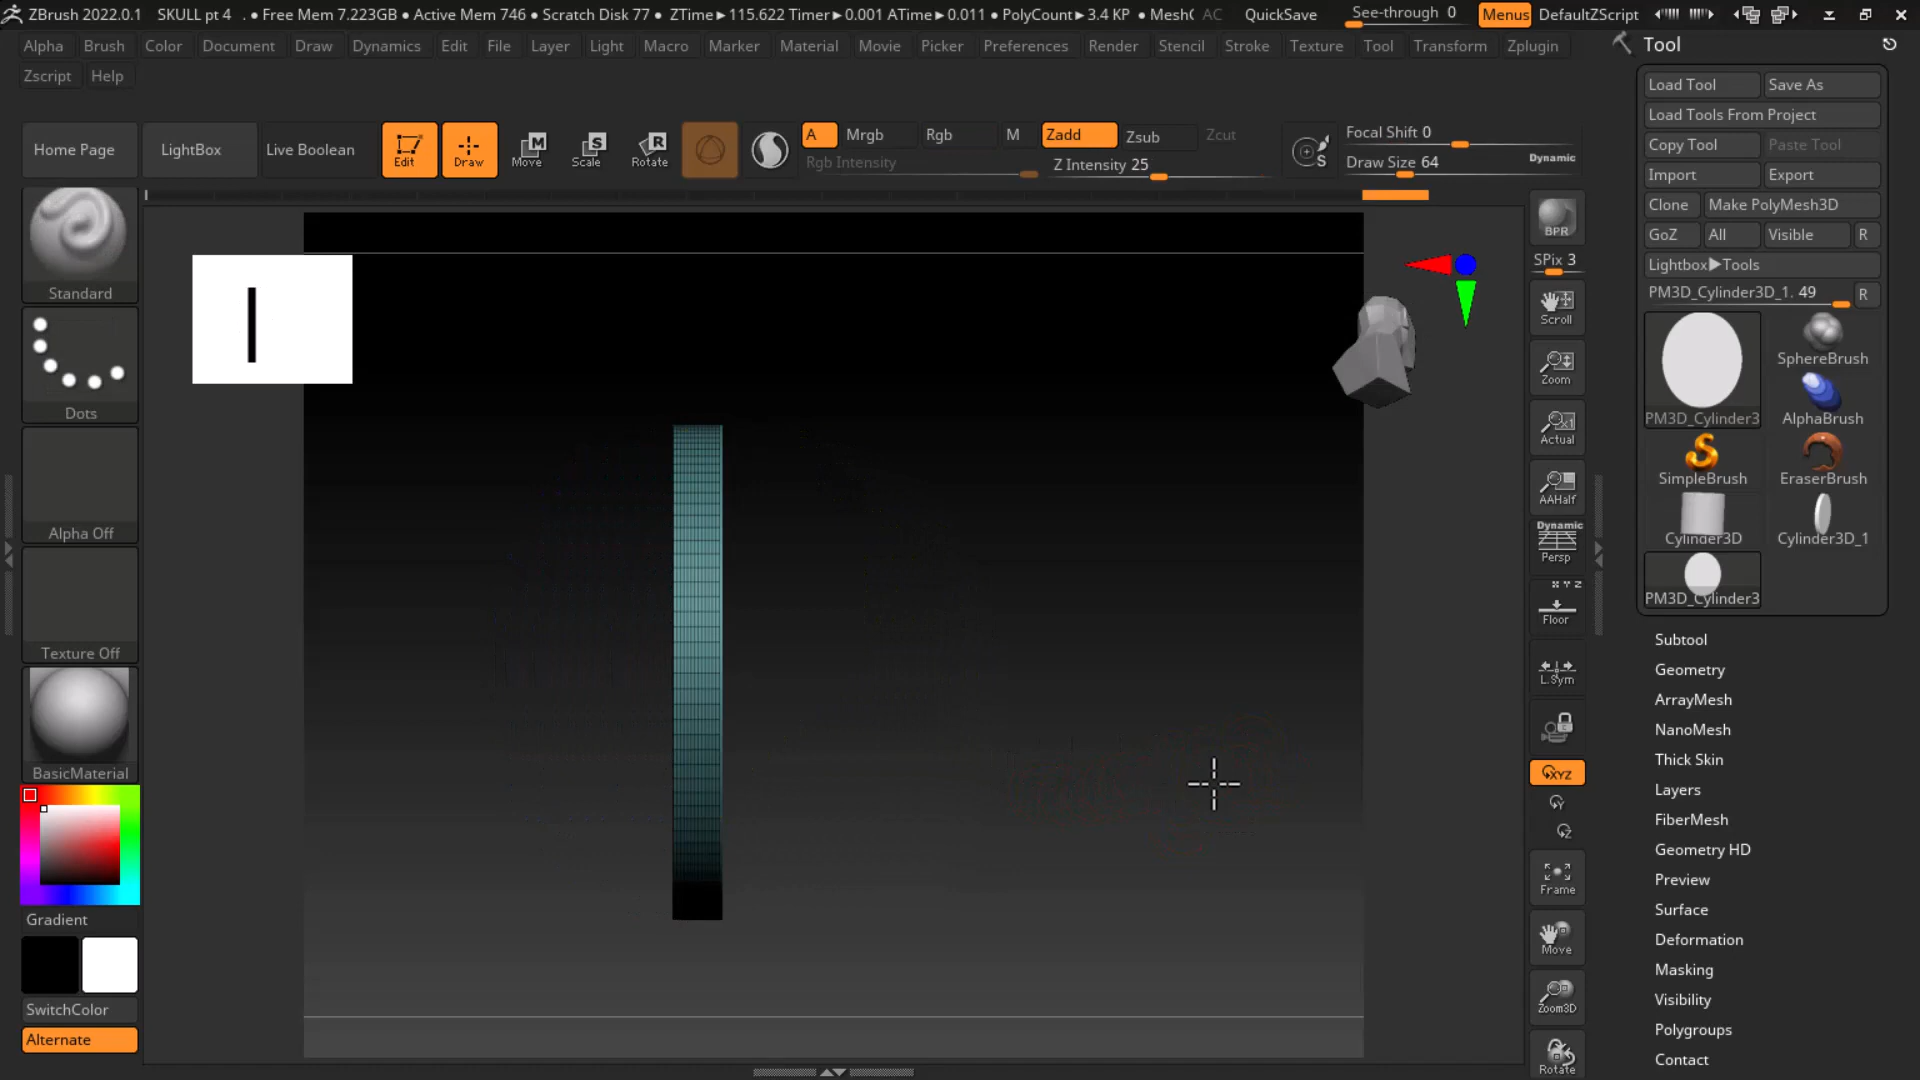 ZBrush 2022.0.1 SKULL pt 4 . • Free Mem 7.223GB • Active Mem 746 • Scratch Disk 77 • ZTime▶115.622 Timer▶0.001 ATime▶0.011 • PolyCount▶3.4 KP • Mesh( AC QuickSave See-through 0 Menus DefaultZScript
Alpha Brush Color Document Draw Dynamics Edit File Layer Light Macro Marker Material Movie Picker Preferences Render Stencil Stroke Texture Tool Transform Zplugin
Zscript Help
Home Page LightBox Live Boolean Edit Draw Move Scale Rotate
A Mrgb Rgb M Zadd Zsub Zcut
Rgb Intensity Z Intensity 25
Focal Shift 0
Draw Size 64 Dynamic
Standard
Dots
Alpha Off
Texture Off
BasicMaterial
Gradient
SwitchColor
Alternate
BPR
SPix 3
Scroll
Zoom
Actual
AAHalf
Dynamic
Persp
X Y Z
Floor
L.Sym
XYZ
Y
Z
Frame
Move
Zoom3D
Rotate
Tool
Load Tool Save As
Load Tools From Project
Copy Tool Paste Tool
Import Export
Clone Make PolyMesh3D
GoZ All Visible R
Lightbox▶Tools
PM3D_Cylinder3D_1. 49 R
PM3D_Cylinder3 SphereBrush
AlphaBrush
SimpleBrush EraserBrush
Cylinder3D Cylinder3D_1
PM3D_Cylinder3
Subtool
Geometry
ArrayMesh
NanoMesh
Thick Skin
Layers
FiberMesh
Geometry HD
Preview
Surface
Deformation
Masking
Visibility
Polygroups
Contact